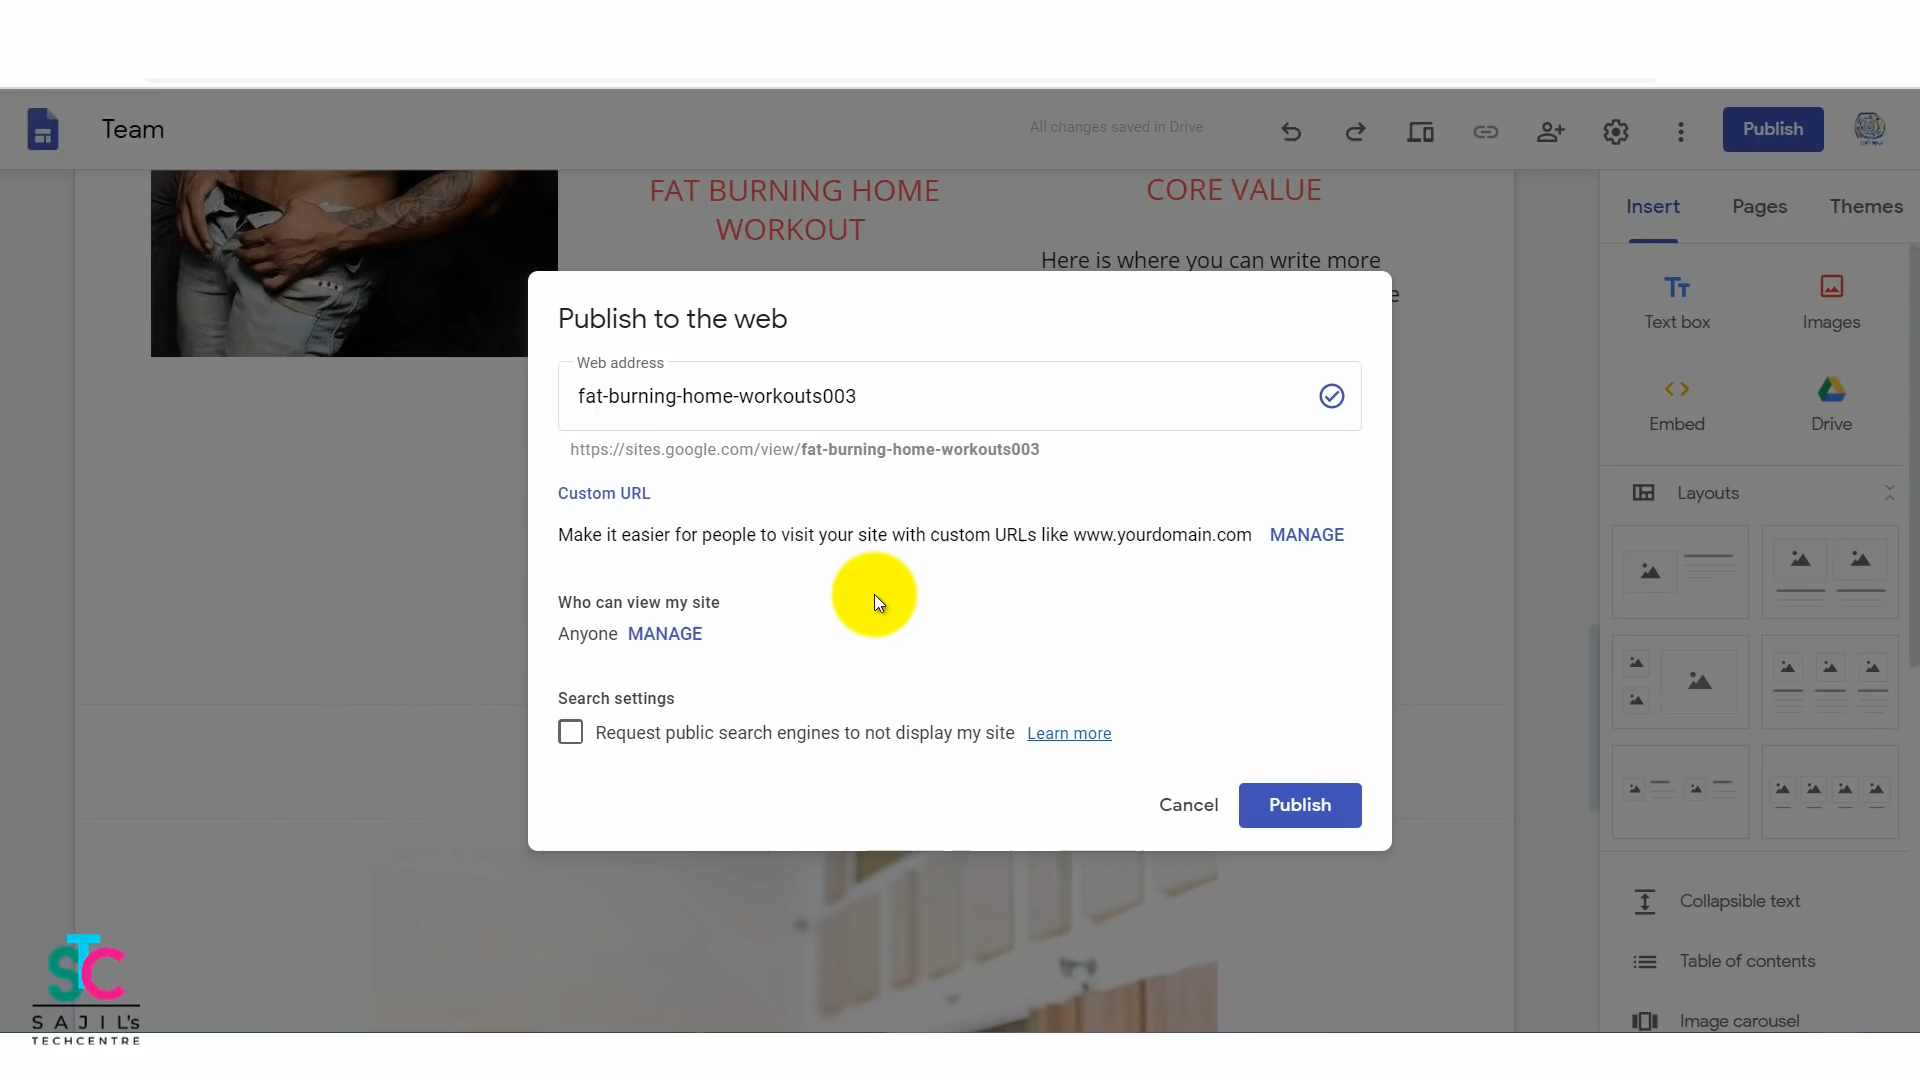 Team
All changes saved in Drive
Publish
FAT BURNING HOME
WORKOUT
CORE VALUE
Here is where you can write more
e
Insert
Pages
Themes
Text box
Images
Embed
Drive
Layouts
Collapsible text
Table of contents
Image carousel
Publish to the web
Web address
fat-burning-home-workouts003
https://sites.google.com/view/fat-burning-home-workouts003
Custom URL
Make it easier for people to visit your site with custom URLs like www.yourdomain.com MANAGE
Who can view my site
Anyone MANAGE
Search settings
Request public search engines to not display my site Learn more
Cancel
Publish
STC
SAJIL's
TECHCENTRE